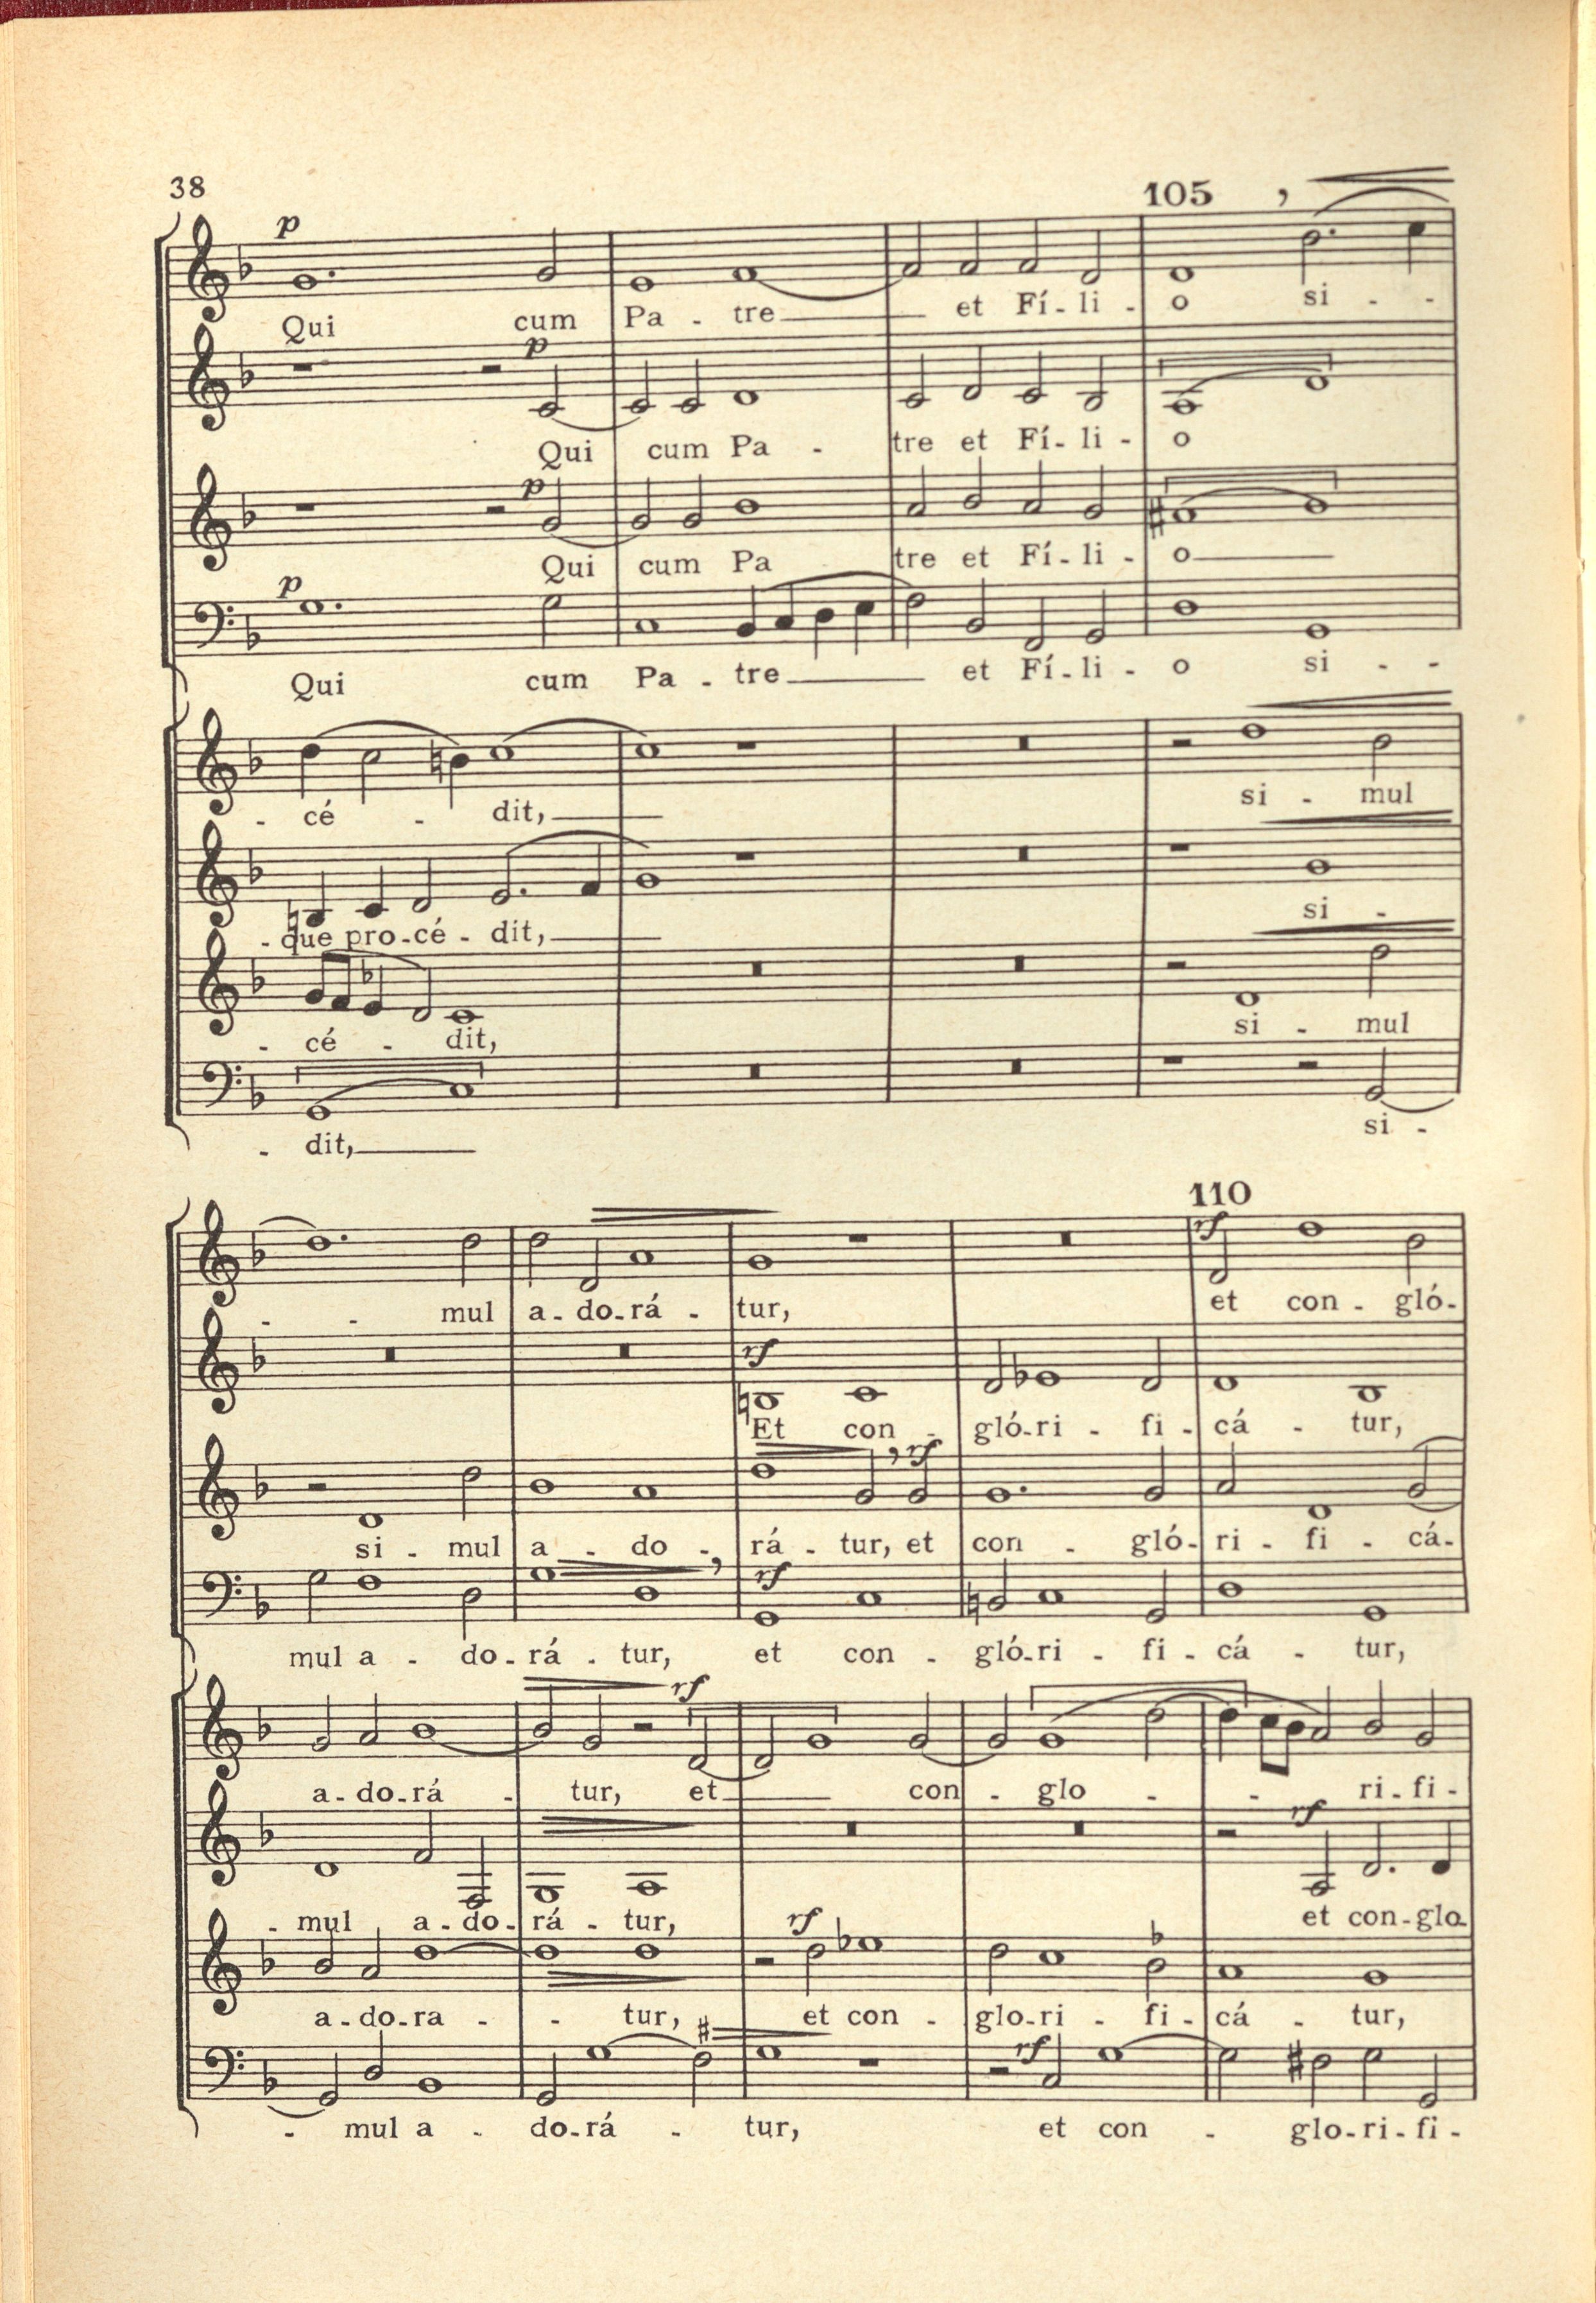 38
105
p
Qui cum Pa - tre et Fí - li - o si - -
p
Qui cum Pa - tre et Fí - li - o
p
Qui cum Pa tre et Fí - li - o
p
Qui cum Pa - tre et Fí - li - o si - -
- cé - dit, si - mul
- que pro - cé - dit, si -
- cé - dit, si - mul
- dit, si -
110
rf
- - mul a - do - rá - tur, et con - gló -
rf
Et con - gló - ri - fi - cá - tur,
rf
si - mul a - do - rá - tur, et con - gló - ri - fi - cá -
rf
mul a - do - rá - tur, et con - gló - ri - fi - cá - tur,
rf
a - do - rá - tur, et con - glo - - ri - fi -
rf
- mul a - do - rá - tur, et con - glo -
rf
a - do - ra - - tur, et con - glo - ri - fi - cá - tur,
rf
- mul a - do - rá - tur, et con - glo - ri - fi -